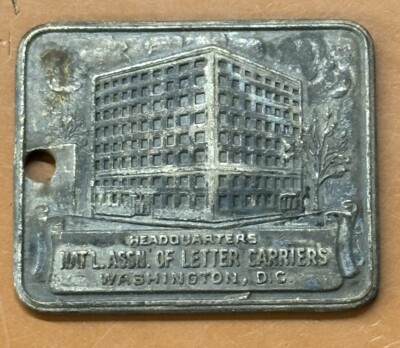 HEADQUARTERS
NAT'L. ASSN. OF LETTER CARRIERS
WASHINGTON, D.C.